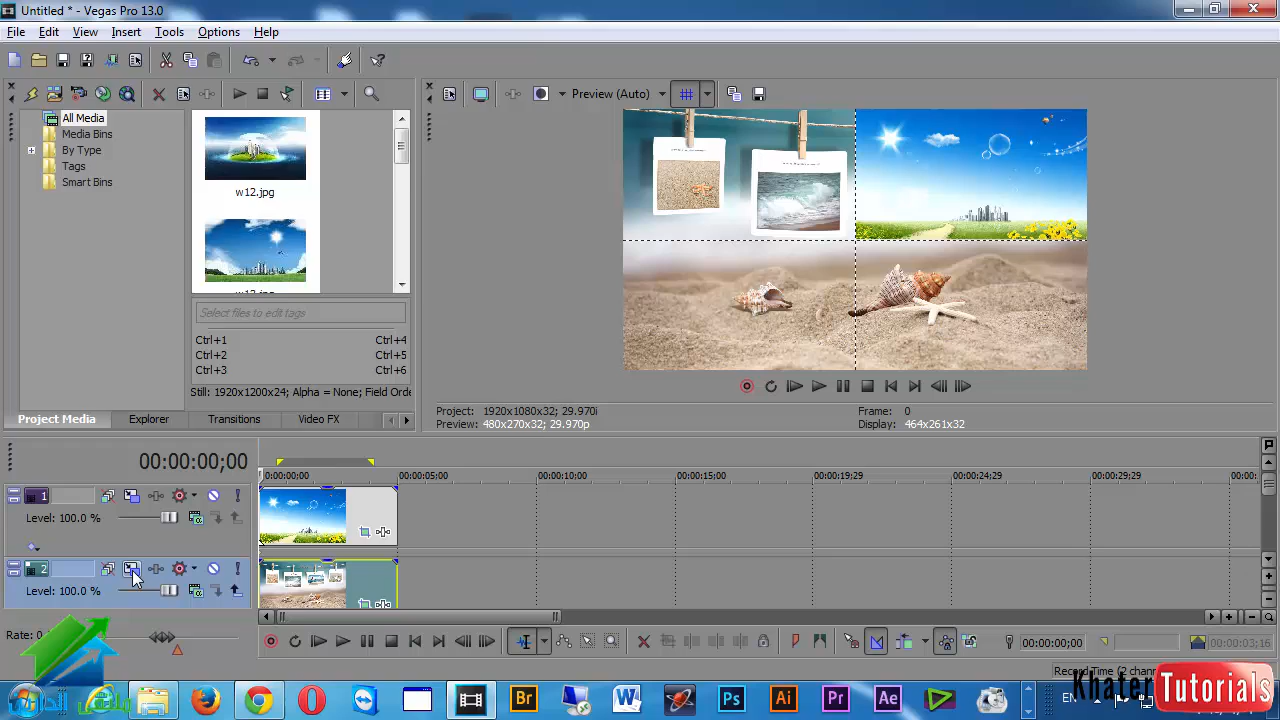 Untitled * - Vegas Pro 13.0
File Edit View Insert Tools Options Help
Preview (Auto)
All Media
Media Bins
By Type
Tags
Smart Bins
w12.jpg
Select files to edit tags
Ctrl+1 Ctrl+4
Ctrl+2 Ctrl+5
Ctrl+3 Ctrl+6
Still: 1920x1200x24; Alpha = None; Field Orde
Project Media Explorer Transitions Video FX
Project: 1920x1080x32; 29.970i
Preview: 480x270x32; 29.970p
Frame: 0
Display: 464x261x32
00:00:00;00
0:00:00;00 00:00:05;00 00:00:10;00 00:00:15;00 00:00:19;29 00:00:24;29 00:00:29;29 00:00:
1
Level: 100.0 %
2
Level: 100.0 %
Rate: 0
00:00:00;00
00:00:03;16
Record Time (2 chann
Br W Ps Ai Pr Ae
EN
Khater Tutorials